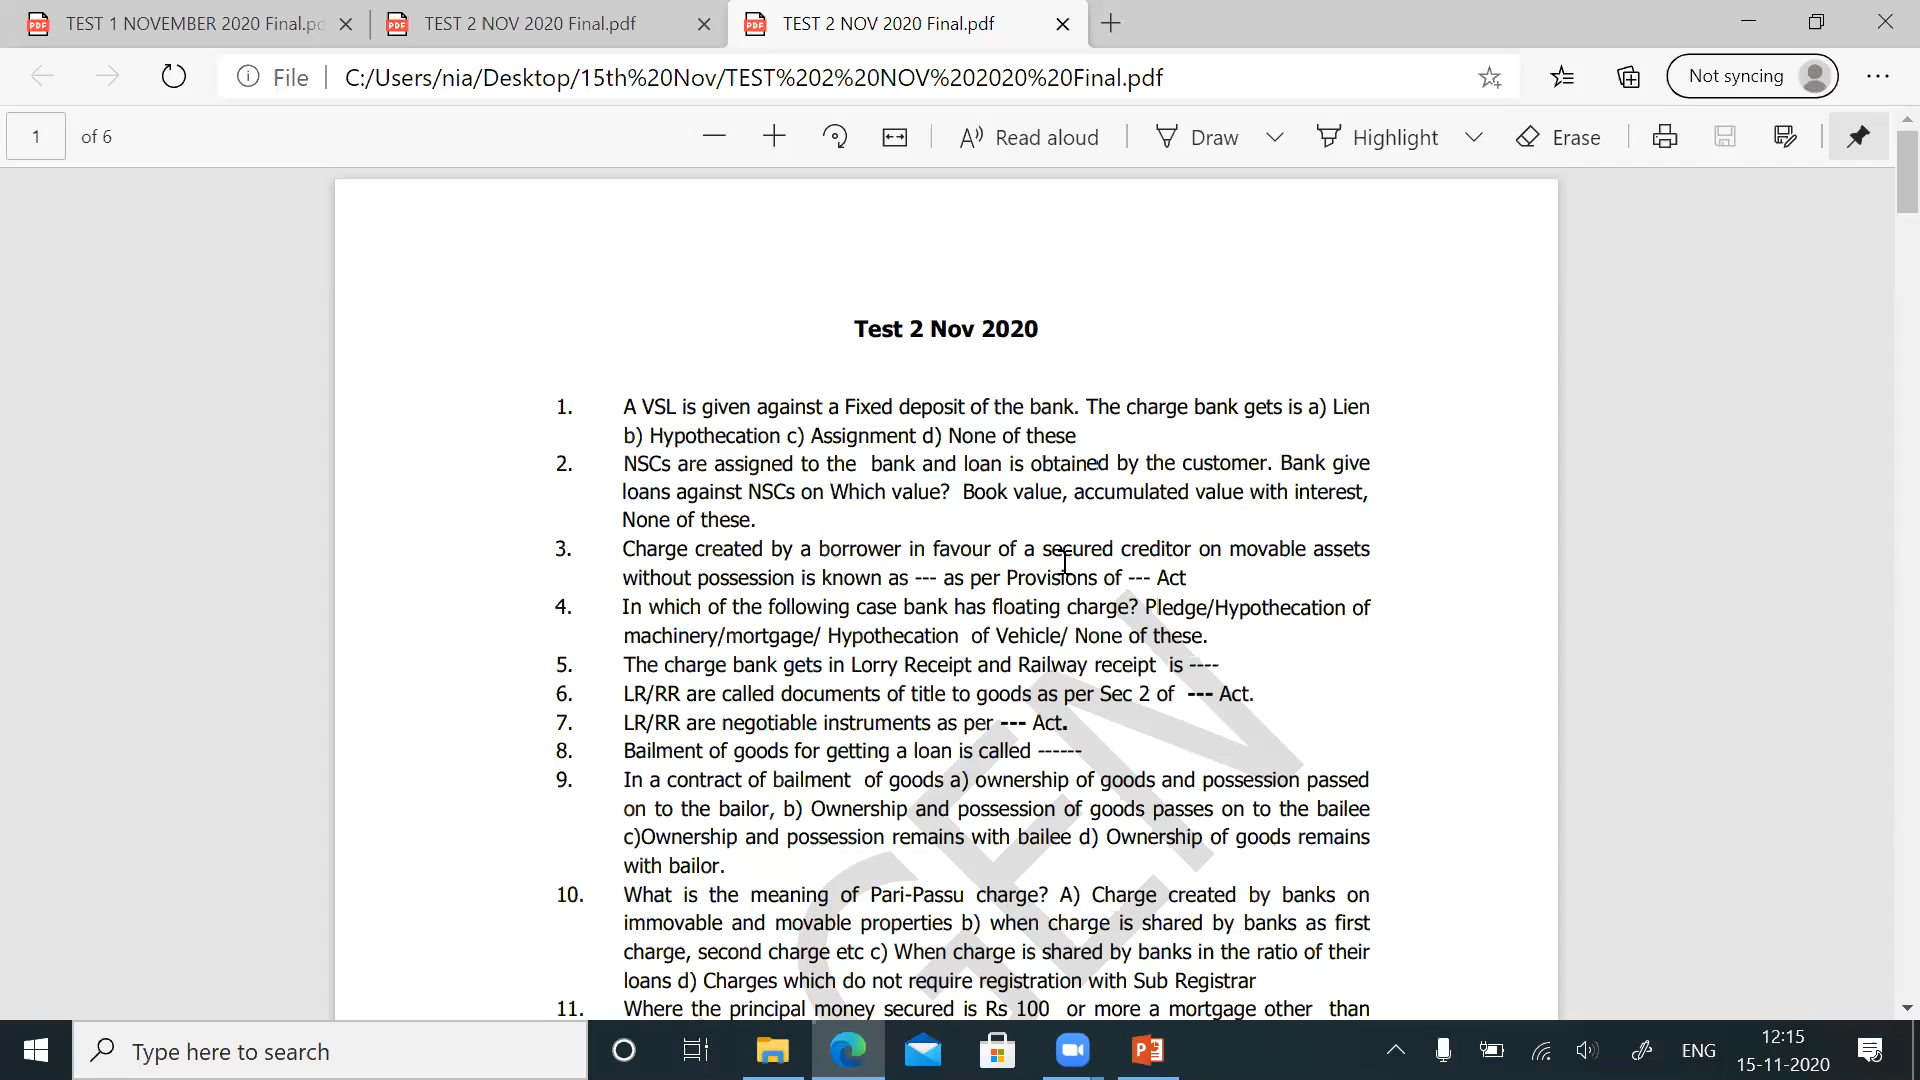 TEST 1 NOVEMBER 2020 Final.pd
TEST 2 NOV 2020 Final.pdf
TEST 2 NOV 2020 Final.pdf
File
C:/Users/nia/Desktop/15th%20Nov/TEST%202%20NOV%202020%20Final.pdf
Not syncing
1 of 6
Read aloud
Draw
Highlight
Erase
Test 2 Nov 2020
1. A VSL is given against a Fixed deposit of the bank. The charge bank gets is a) Lien
b) Hypothecation c) Assignment d) None of these
2. NSCs are assigned to the bank and loan is obtained by the customer. Bank give
loans against NSCs on Which value? Book value, accumulated value with interest,
None of these.
3. Charge created by a borrower in favour of a secured creditor on movable assets
without possession is known as --- as per Provisions of --- Act
4. In which of the following case bank has floating charge? Pledge/Hypothecation of
machinery/mortgage/ Hypothecation of Vehicle/ None of these.
5. The charge bank gets in Lorry Receipt and Railway receipt is ----
6. LR/RR are called documents of title to goods as per Sec 2 of --- Act.
7. LR/RR are negotiable instruments as per --- Act.
8. Bailment of goods for getting a loan is called ------
9. In a contract of bailment of goods a) ownership of goods and possession passed
on to the bailor, b) Ownership and possession of goods passes on to the bailee
c)Ownership and possession remains with bailee d) Ownership of goods remains
with bailor.
10. What is the meaning of Pari-Passu charge? A) Charge created by banks on
immovable and movable properties b) when charge is shared by banks as first
charge, second charge etc c) When charge is shared by banks in the ratio of their
loans d) Charges which do not require registration with Sub Registrar
11. Where the principal money secured is Rs 100 or more a mortgage other than
GEN
Type here to search
ENG
12:15
15-11-2020